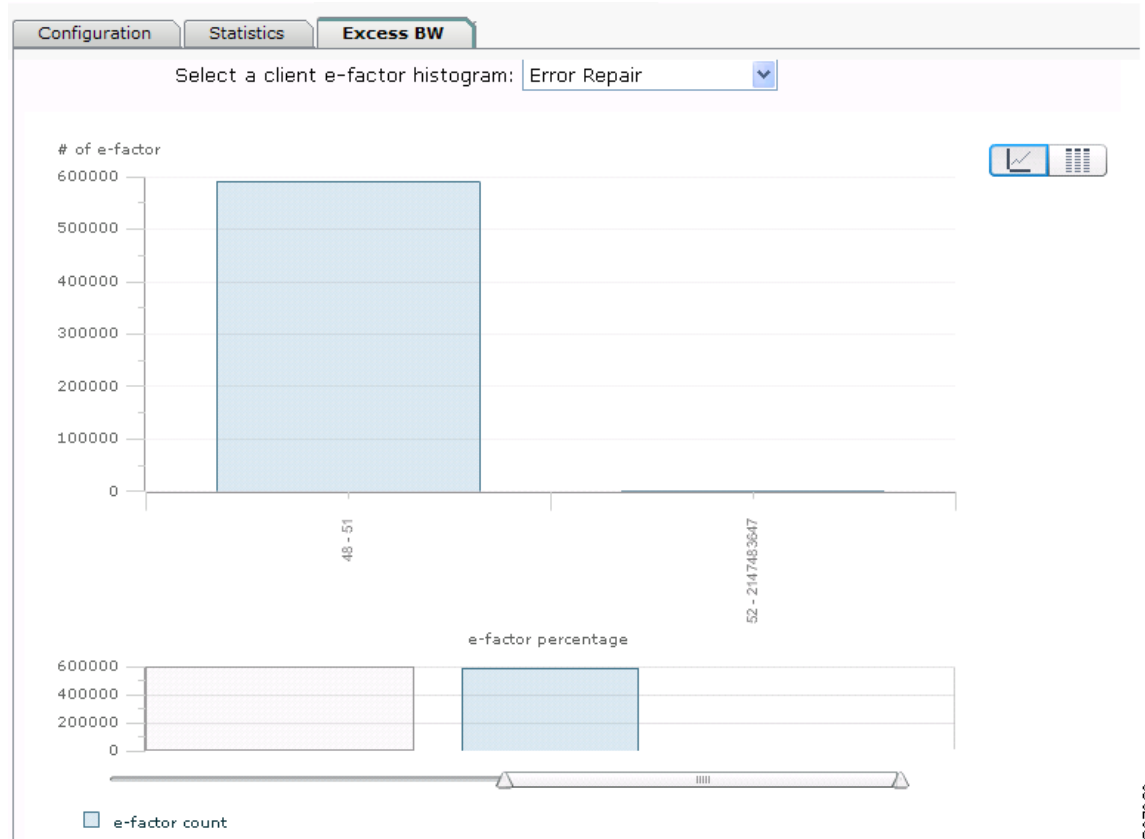 Configuration Statistics Excess BW
Select a client e-factor histogram: Error Repair
# of e-factor
600000
500000
400000
300000
200000
100000
0
48 - 51
52 - 2147483647
e-factor percentage
600000
400000
200000
0
e-factor count